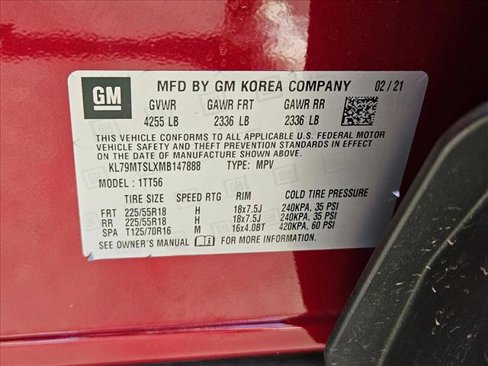 GM
MFD BY GM KOREA COMPANY 02/21
GVWR GAWR FRT GAWR RR
4255 LB 2336 LB 2336 LB
THIS VEHICLE CONFORMS TO ALL APPLICABLE U.S. FEDERAL MOTOR
VEHICLE SAFETY AND THEFT PREVENTION STANDARDS IN EFFECT
ON THE DATE OF MANUFACTURE SHOWN ABOVE.
KL79MTSLXMB147888 TYPE: MPV
MODEL : 1TT56
TIRE SIZE SPEED RTG RIM COLD TIRE PRESSURE
FRT 225/55R18 H 18x7.5J 240KPA, 35 PSI
RR 225/55R18 H 18x7.5J 240KPA, 35 PSI
SPA T125/70R16 M 16x4.0BT 420KPA, 60 PSI
SEE OWNER'S MANUAL FOR MORE INFORMATION.